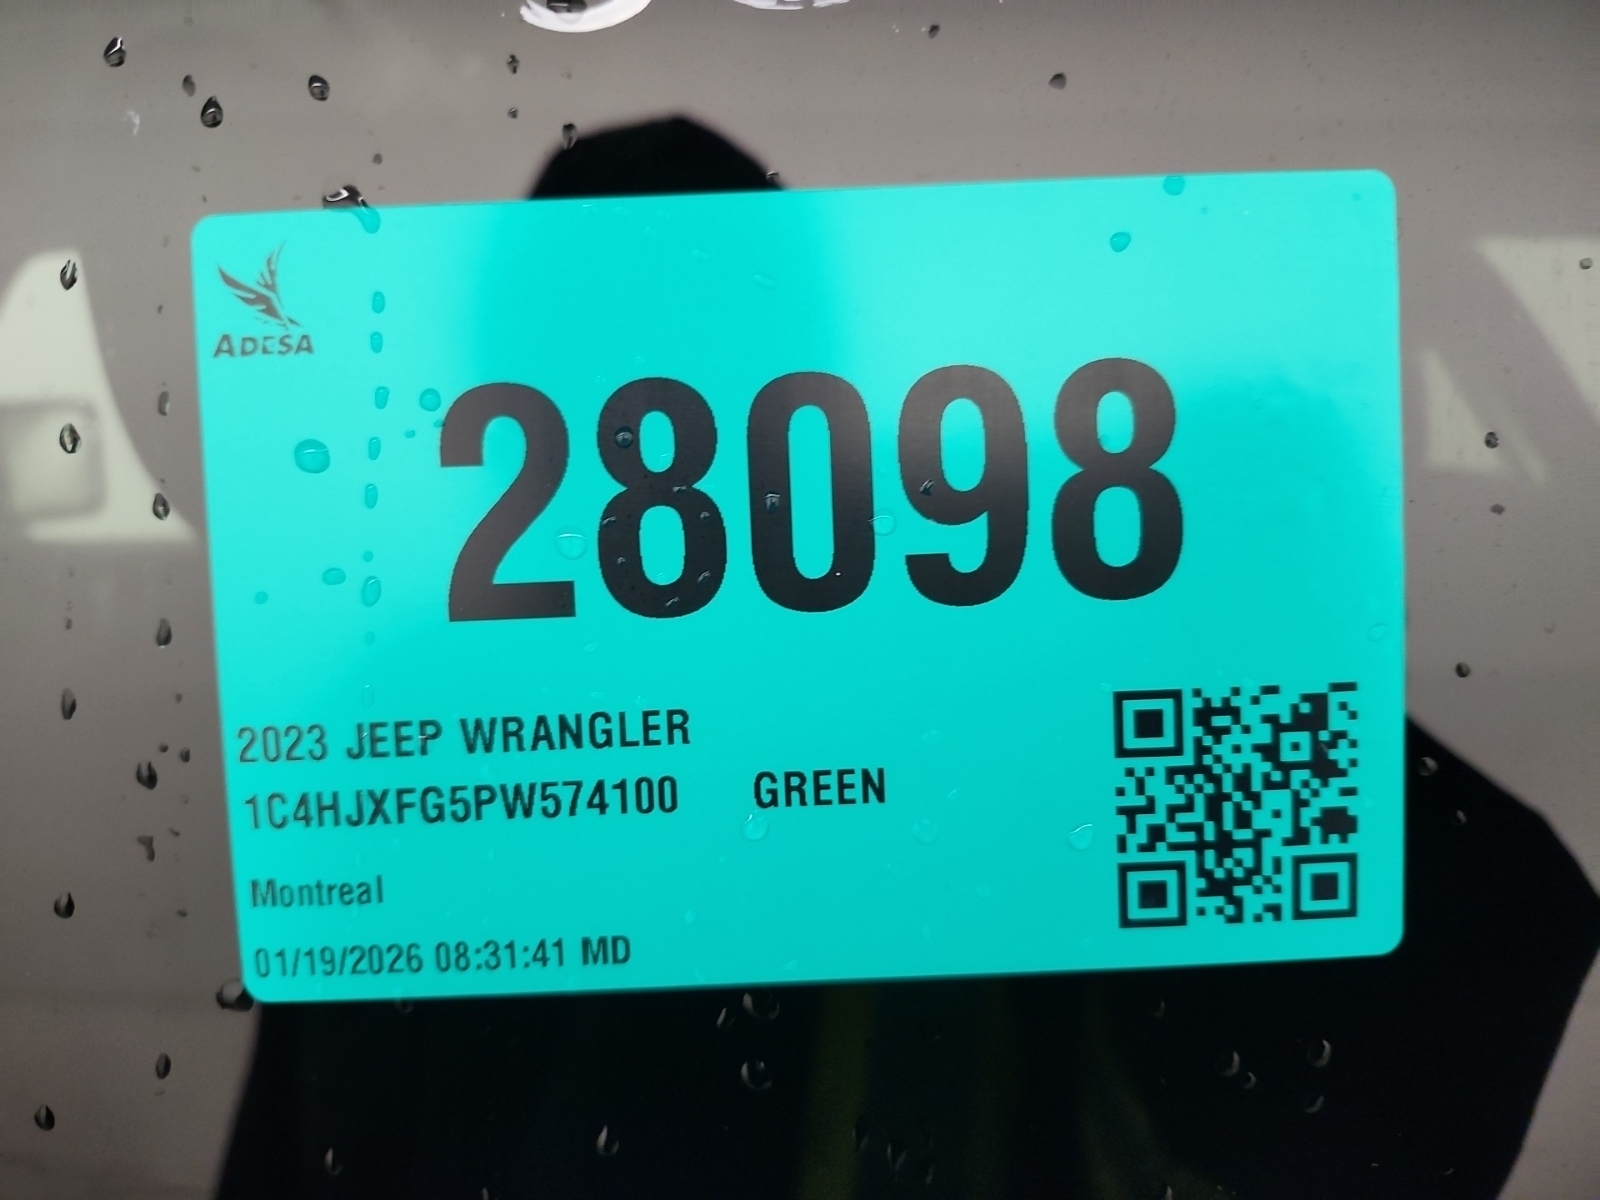 ADESA
28098
2023 JEEP WRANGLER
1C4HJXFG5PW574100 GREEN
Montreal
01/19/2026 08:31:41 MD